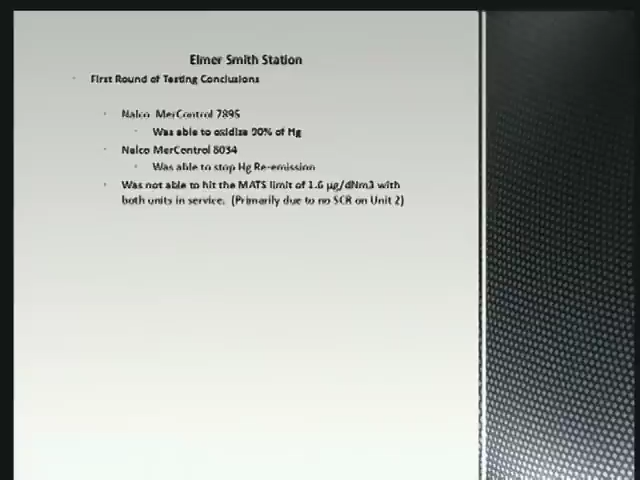 Elmer Smith Station
First Round of Testing Conclusions
Nalco MerControl 7895
Was able to oxidize 90% of Hg
Nalco MerControl 8034
Was able to stop Hg Re-emission
Was not able to hit the MATS limit of 1.6 µg/dNm3 with
both units in service. (Primarily due to no SCR on Unit 2)